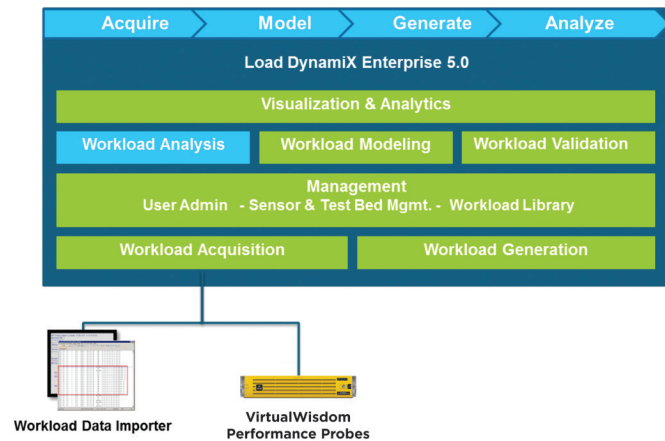 Acquire Model Generate Analyze
Load DynamiX Enterprise 5.0
Visualization & Analytics
Workload Analysis Workload Modeling Workload Validation
Management
User Admin - Sensor & Test Bed Mgmt. - Workload Library
Workload Acquisition Workload Generation
Workload Data Importer
VirtualWisdom
Performance Probes